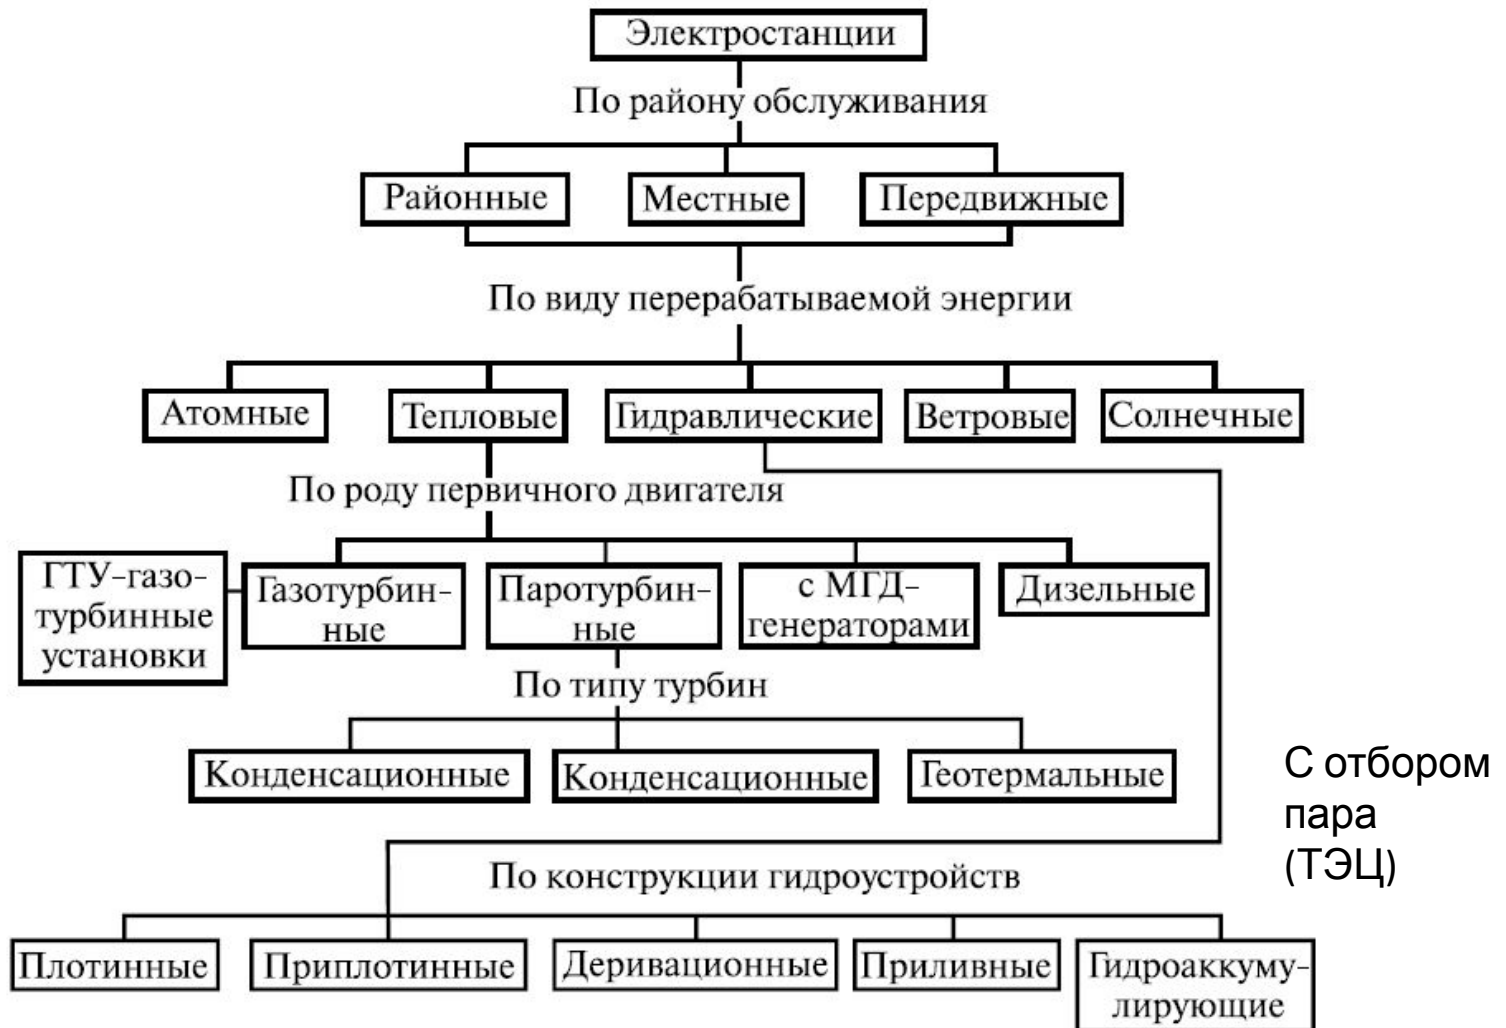 Электростанции
По району обслуживания
Районные
Местные
Передвижные
По виду перерабатываемой энергии
Атомные
Тепловые
Гидравлические
Ветровые
Солнечные
По роду первичного двигателя
ГТУ-газо-
турбинные
установки
Газотурбин-
ные
Паротурбин-
ные
с МГД-
генераторами
Дизельные
По типу турбин
Конденсационные
Конденсационные
Геотермальные
С отбором
пара
(ТЭЦ)
По конструкции гидроустройств
Плотинные
Приплотинные
Деривационные
Приливные
Гидроаккуму-
лирующие